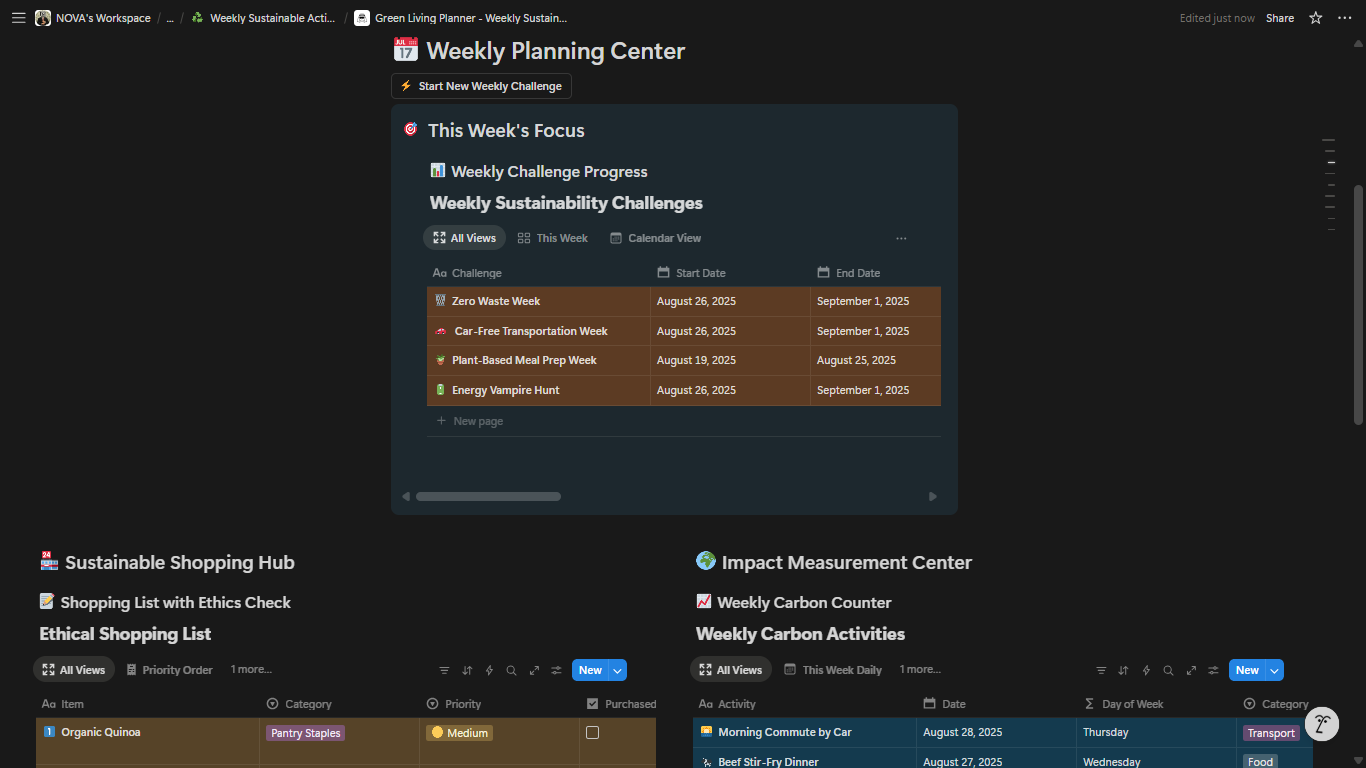 NOVA's Workspace / ... / Weekly Sustainable Acti... / Green Living Planner - Weekly Sustain...
Edited just now Share
JUL 17 Weekly Planning Center
Start New Weekly Challenge
This Week's Focus
Weekly Challenge Progress
Weekly Sustainability Challenges
All Views This Week Calendar View
Aa Challenge Start Date End Date
Zero Waste Week August 26, 2025 September 1, 2025
Car-Free Transportation Week August 26, 2025 September 1, 2025
Plant-Based Meal Prep Week August 19, 2025 August 25, 2025
Energy Vampire Hunt August 26, 2025 September 1, 2025
+ New page
Sustainable Shopping Hub
Shopping List with Ethics Check
Ethical Shopping List
All Views Priority Order 1 more... New
Aa Item Category Priority Purchased
1 Organic Quinoa Pantry Staples Medium
Impact Measurement Center
Weekly Carbon Counter
Weekly Carbon Activities
All Views This Week Daily 1 more... New
Aa Activity Date Σ Day of Week Category
Morning Commute by Car August 28, 2025 Thursday Transport
Beef Stir-Fry Dinner August 27, 2025 Wednesday Food